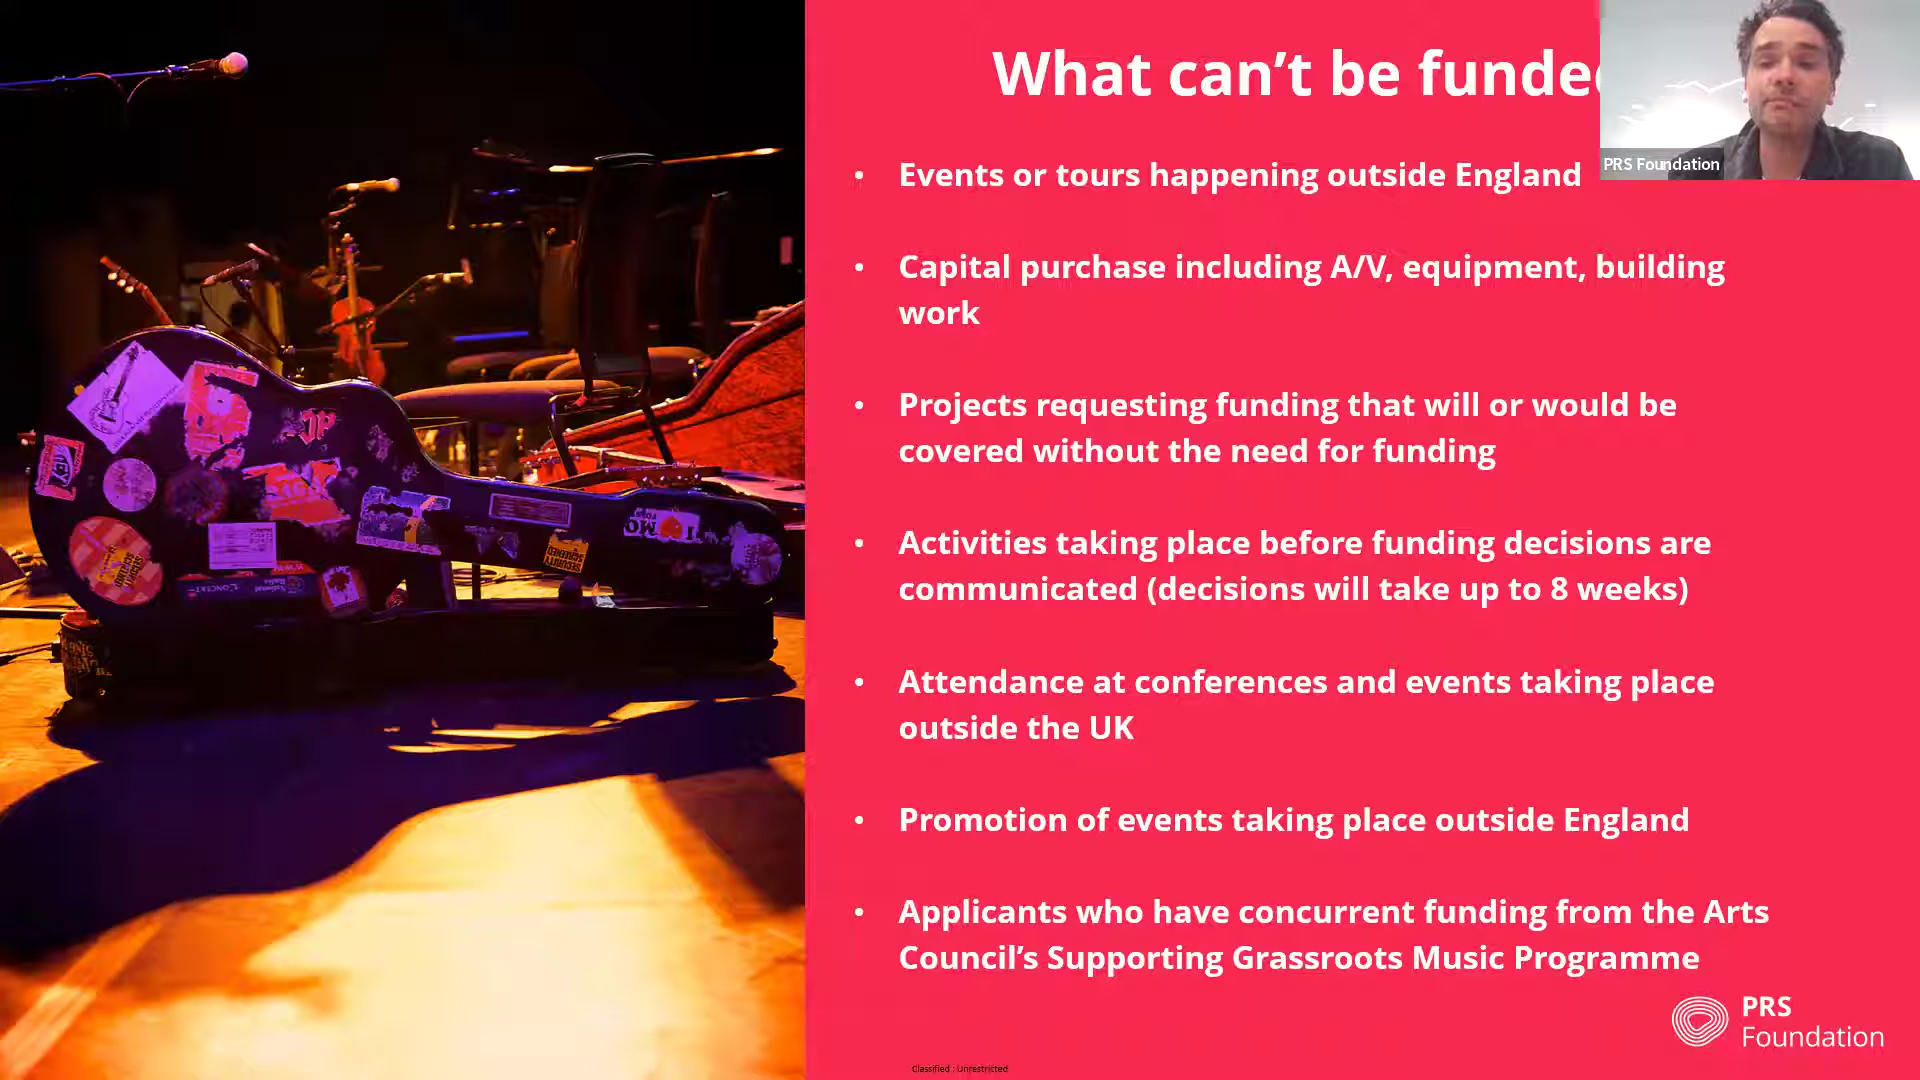 What can’t be funded
PRS Foundation
• Events or tours happening outside England
• Capital purchase including A/V, equipment, building
work
• Projects requesting funding that will or would be
covered without the need for funding
• Activities taking place before funding decisions are
communicated (decisions will take up to 8 weeks)
• Attendance at conferences and events taking place
outside the UK
• Promotion of events taking place outside England
• Applicants who have concurrent funding from the Arts
Council’s Supporting Grassroots Music Programme
PRS
Foundation
Classified : Unrestricted